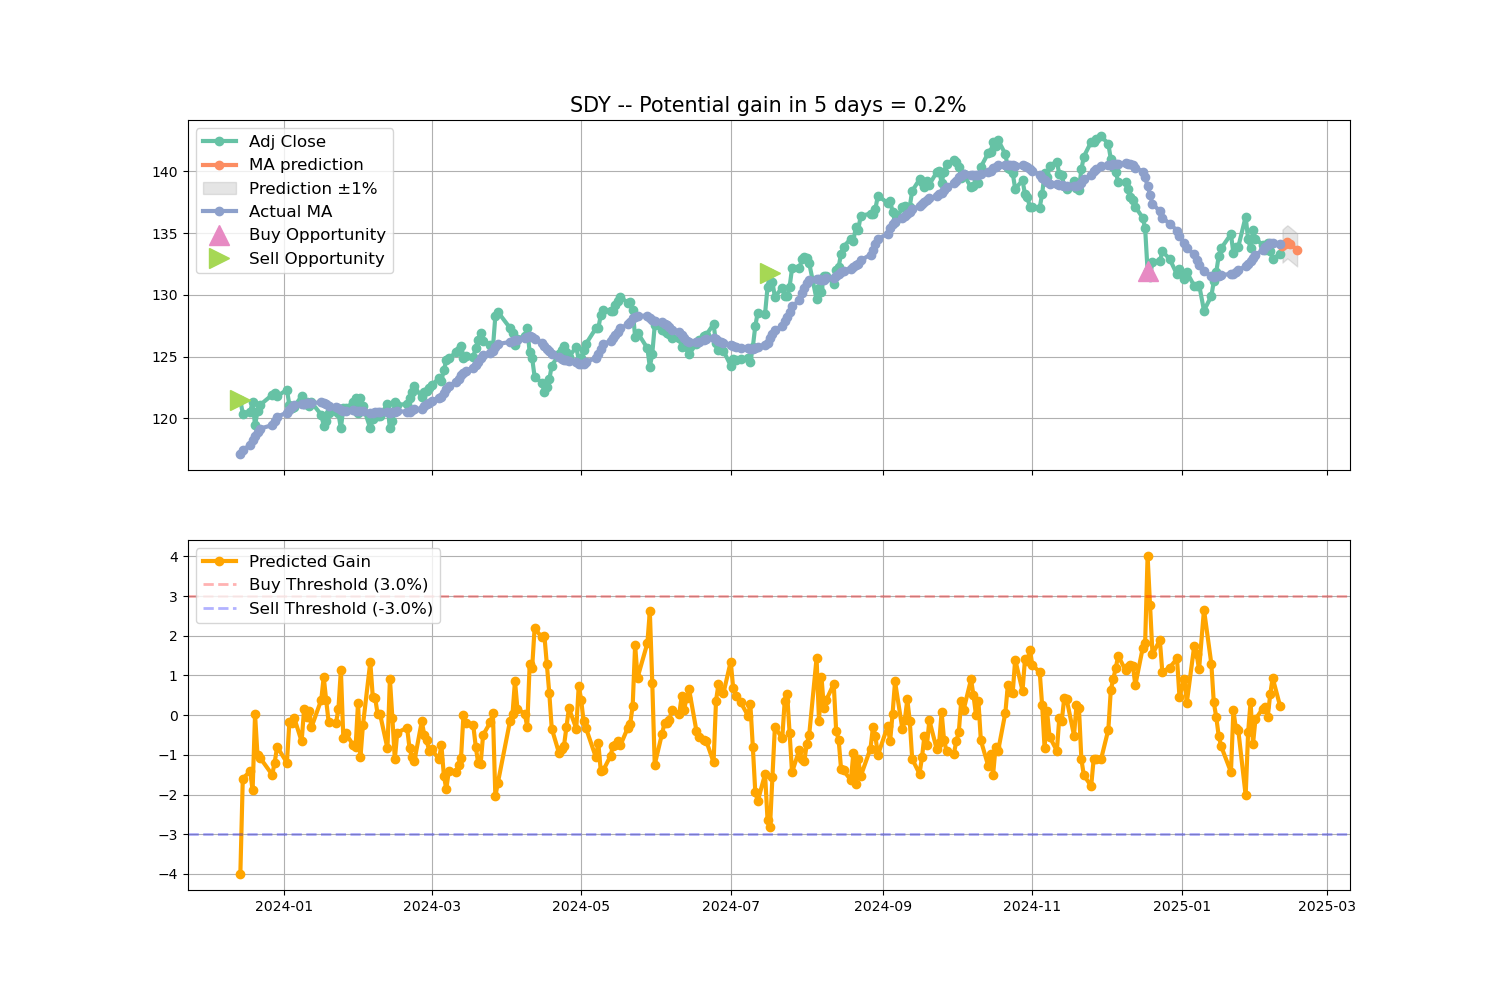 SDY -- Potential gain in 5 days = 0.2%
Adj Close
MA prediction
Prediction ±1%
Actual MA
Buy Opportunity
Sell Opportunity
140
135
130
125
120
Predicted Gain
Buy Threshold (3.0%)
Sell Threshold (-3.0%)
4
3
2
1
0
−1
−2
−3
−4
2024-01
2024-03
2024-05
2024-07
2024-09
2024-11
2025-01
2025-03